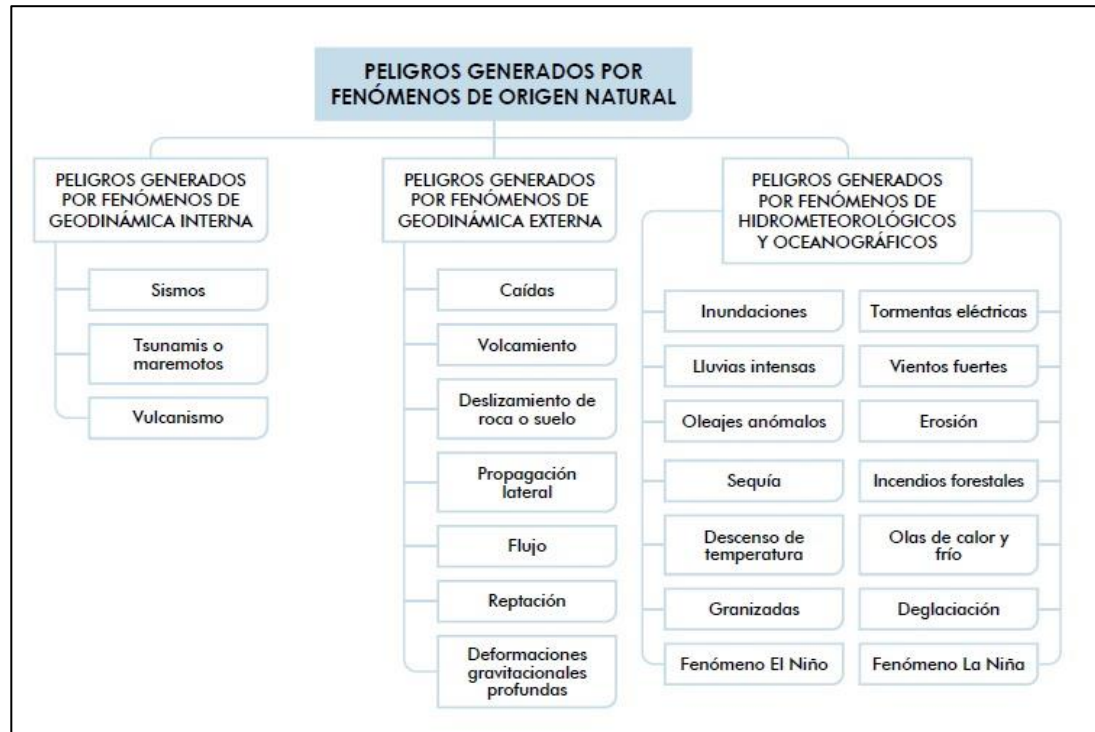 PELIGROS GENERADOS POR
FENÓMENOS DE ORIGEN NATURAL
PELIGROS GENERADOS
POR FENÓMENOS DE
GEODINÁMICA INTERNA
Sismos
Tsunamis o
maremotos
Vulcanismo
PELIGROS GENERADOS
POR FENÓMENOS DE
GEODINÁMICA EXTERNA
Caídas
Volcamiento
Deslizamiento de
roca o suelo
Propagación
lateral
Flujo
Reptación
Deformaciones
gravitacionales
profundas
PELIGROS GENERADOS
POR FENÓMENOS DE
HIDROMETEOROLÓGICOS
Y OCEANOGRÁFICOS
Inundaciones
Lluvias intensas
Oleajes anómalos
Sequía
Descenso de
temperatura
Granizadas
Fenómeno El Niño
Tormentas eléctricas
Vientos fuertes
Erosión
Incendios forestales
Olas de calor y
frío
Deglaciación
Fenómeno La Niña